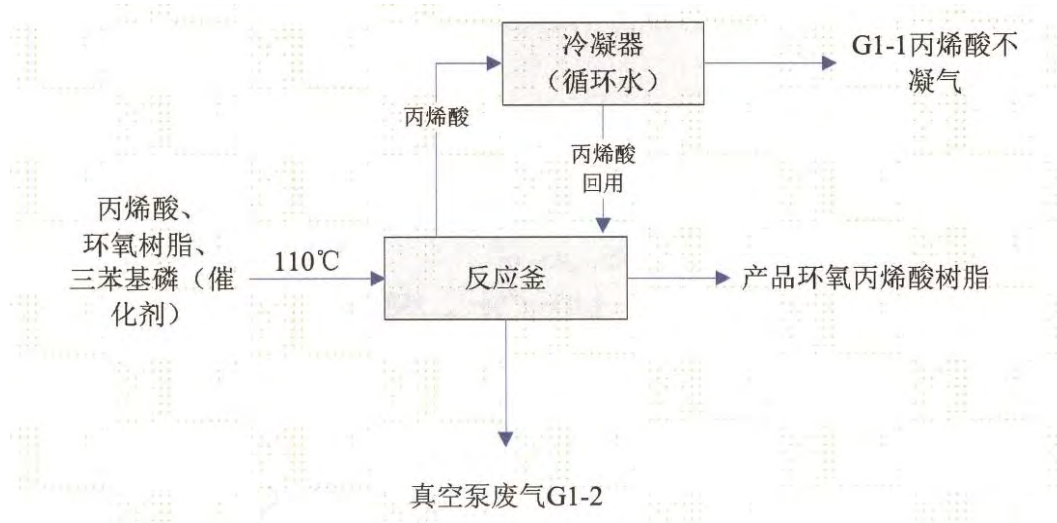 冷凝器
（循环水）
G1-1丙烯酸不
凝气
丙烯酸
丙烯酸
回用
丙烯酸、
环氧树脂、
三苯基磷（催
化剂）
110℃
反应釜
产品环氧丙烯酸树脂
真空泵废气G1-2